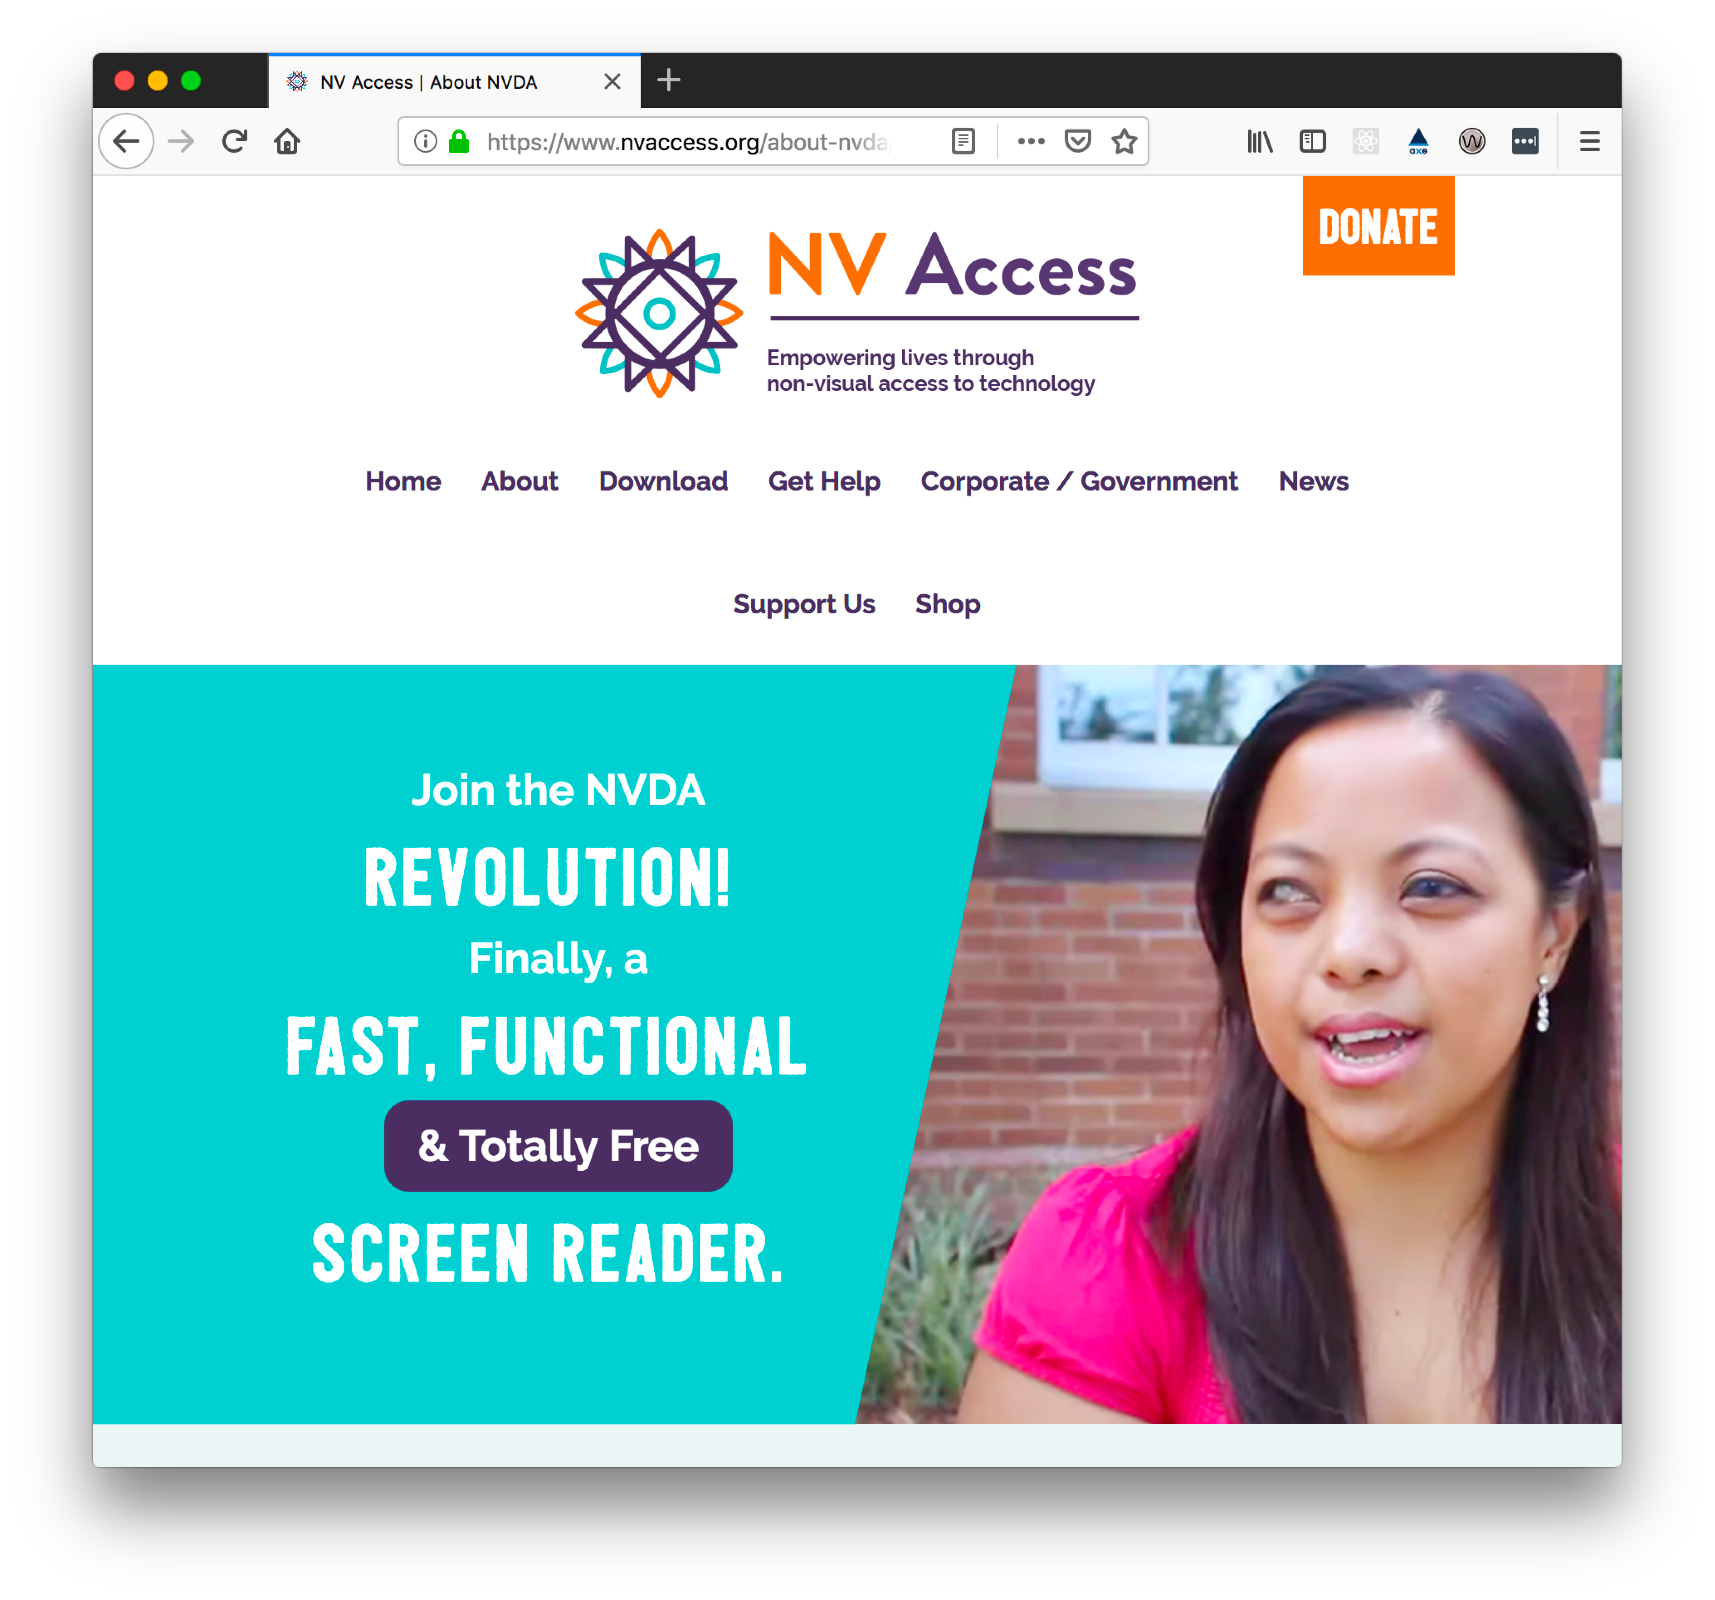 NV Access | About NVDA
https://www.nvaccess.org/about-nvda/
axe
DONATE
NV Access
Empowering lives through
non-visual access to technology
Home About Download Get Help Corporate / Government News
Support Us Shop
Join the NVDA
REVOLUTION!
Finally, a
FAST, FUNCTIONAL
& Totally Free
SCREEN READER.